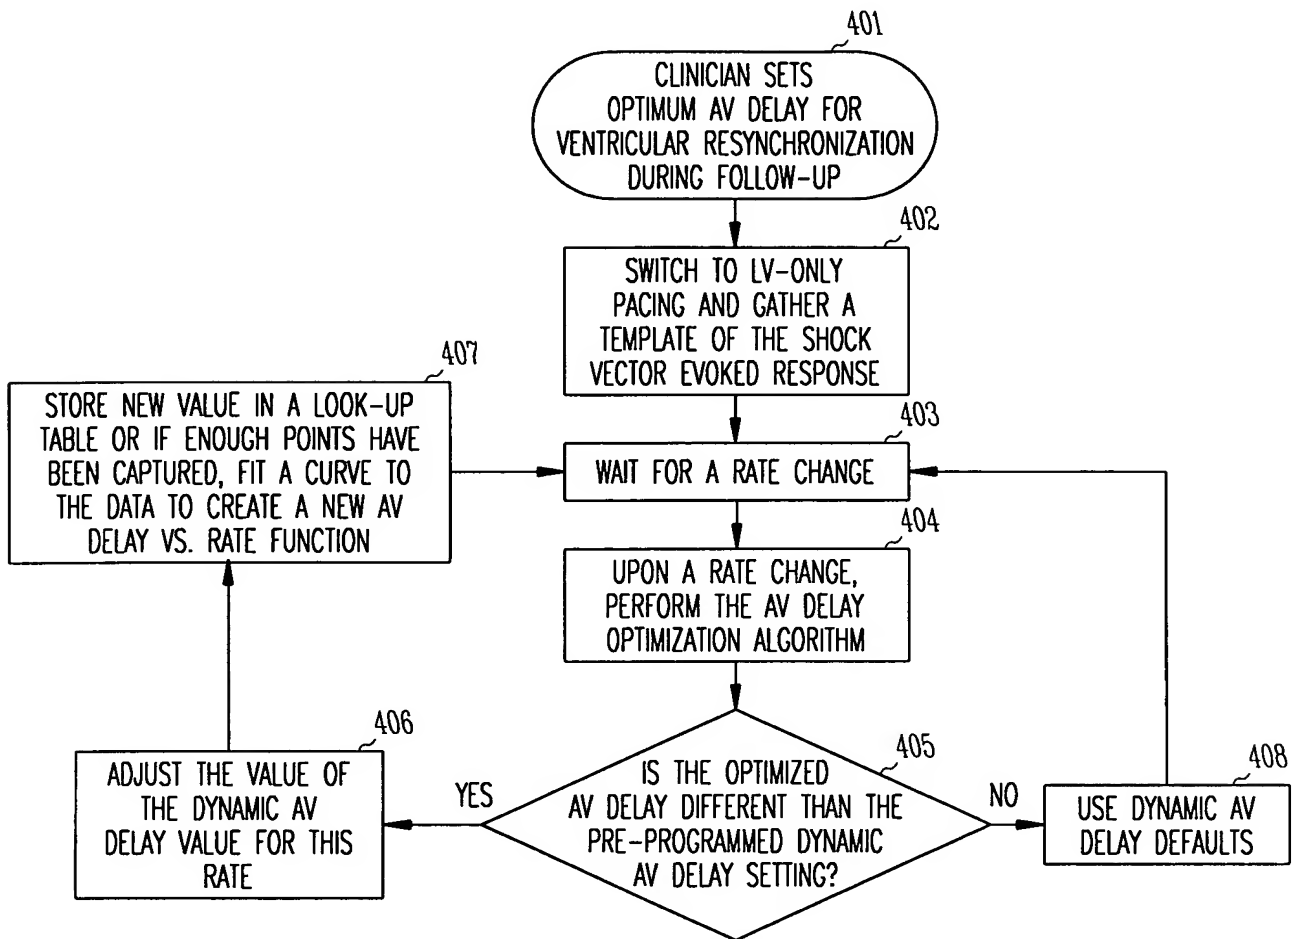 401
CLINICIAN SETS
OPTIMUM AV DELAY FOR
VENTRICULAR RESYNCHRONIZATION
DURING FOLLOW-UP
402
SWITCH TO LV-ONLY
PACING AND GATHER A
TEMPLATE OF THE SHOCK
VECTOR EVOKED RESPONSE
403
WAIT FOR A RATE CHANGE
404
UPON A RATE CHANGE,
PERFORM THE AV DELAY
OPTIMIZATION ALGORITHM
405
IS THE OPTIMIZED
AV DELAY DIFFERENT THAN THE
PRE-PROGRAMMED DYNAMIC
AV DELAY SETTING?
YES
406
ADJUST THE VALUE OF
THE DYNAMIC AV
DELAY VALUE FOR THIS
RATE
407
STORE NEW VALUE IN A LOOK-UP
TABLE OR IF ENOUGH POINTS HAVE
BEEN CAPTURED, FIT A CURVE TO
THE DATA TO CREATE A NEW AV
DELAY VS. RATE FUNCTION
NO
408
USE DYNAMIC AV
DELAY DEFAULTS